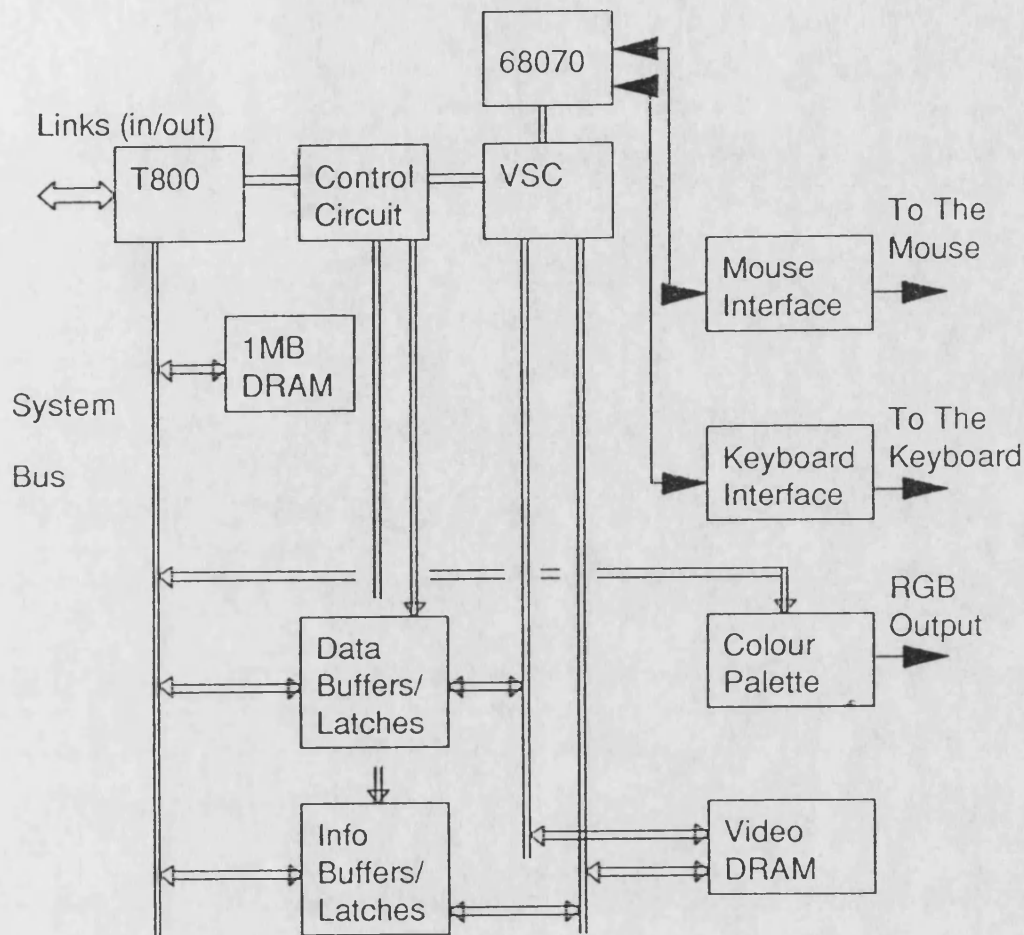 68070
Links (in/out)
T800
Control
Circuit
VSC
To The
Mouse
Mouse
Interface
1MB
DRAM
System
Bus
To The
Keyboard
Keyboard
Interface
RGB
Output
Colour
Palette
Data
Buffers/
Latches
Info
Buffers/
Latches
Video
DRAM